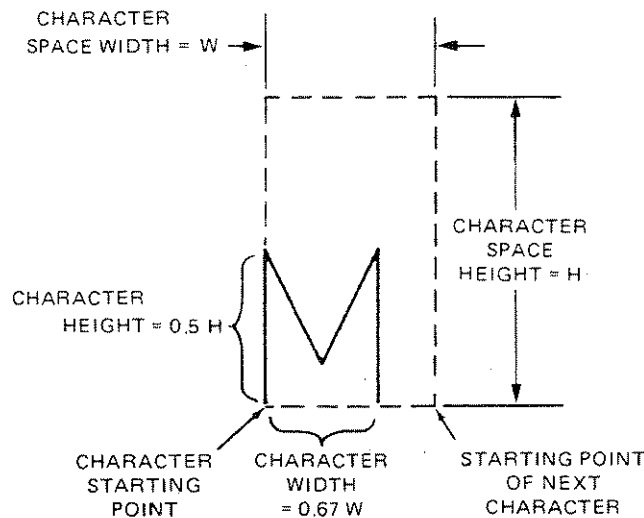 CHARACTER
SPACE WIDTH = W
CHARACTER
SPACE
HEIGHT = H
CHARACTER
HEIGHT = 0.5 H
CHARACTER
STARTING
POINT
CHARACTER
WIDTH
= 0.67 W
STARTING POINT
OF NEXT
CHARACTER